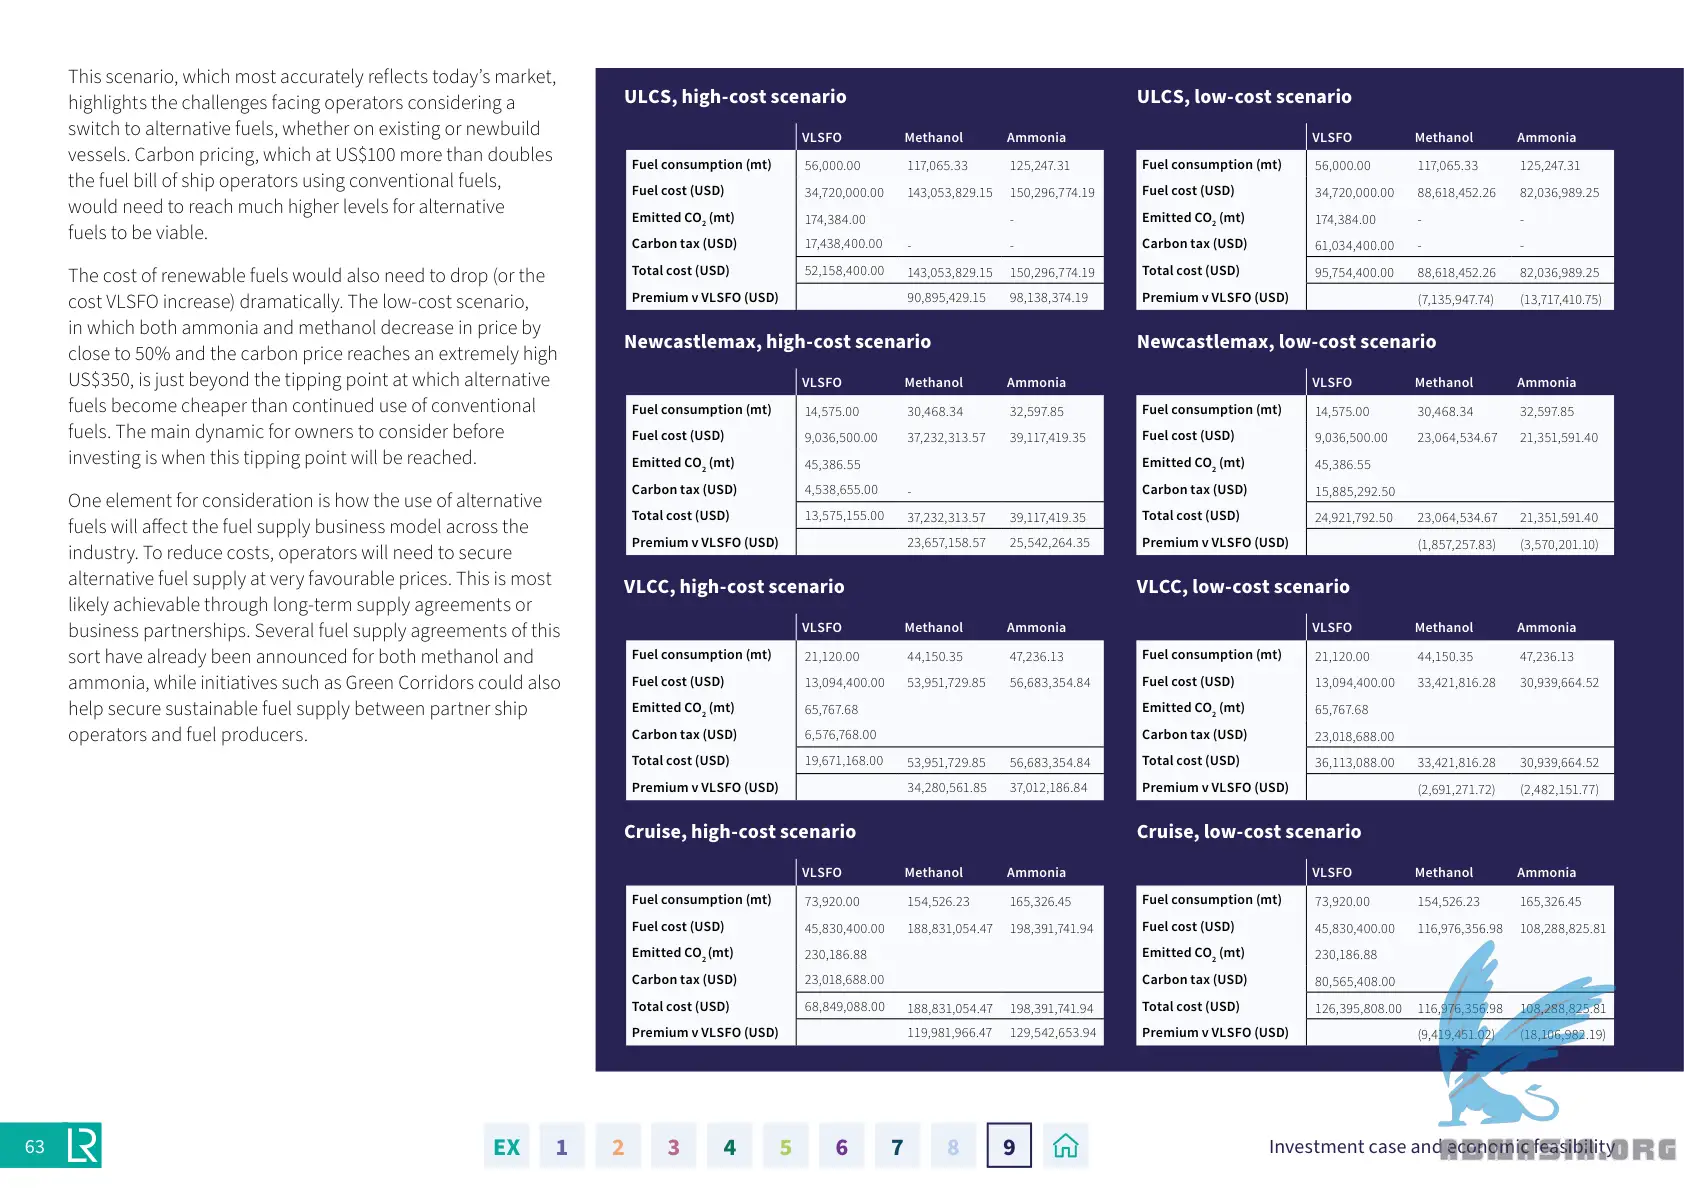 This scenario, which most accurately reflects today's market,
highlights the challenges facing operators considering a
switch to alternative fuels, whether on existing or newbuild
vessels. Carbon pricing, which at US$100 more than doubles
the fuel bill of ship operators using conventional fuels,
would need to reach much higher levels for alternative
fuels to be viable.
The cost of renewable fuels would also need to drop (or the
cost VLSFO increase) dramatically. The low-cost scenario,
in which both ammonia and methanol decrease in price by
close to 50% and the carbon price reaches an extremely high
US$350, is just beyond the tipping point at which alternative
fuels become cheaper than continued use of conventional
fuels. The main dynamic for owners to consider before
investing is when this tipping point will be reached.
One element for consideration is how the use of alternative
fuels will affect the fuel supply business model across the
industry. To reduce costs, operators will need to secure
alternative fuel supply at very favourable prices. This is most
likely achievable through long-term supply agreements or
business partnerships. Several fuel supply agreements of this
sort have already been announced for both methanol and
ammonia, while initiatives such as Green Corridors could also
help secure sustainable fuel supply between partner ship
operators and fuel producers.
ULCS, high-cost scenario
VLSFO Methanol Ammonia
Fuel consumption (mt) 56,000.00 117,065.33 125,247.31
Fuel cost (USD) 34,720,000.00 143,053,829.15 150,296,774.19
Emitted CO₂ (mt) 174,384.00 -
Carbon tax (USD) 17,438,400.00 - -
Total cost (USD) 52,158,400.00 143,053,829.15 150,296,774.19
Premium v VLSFO (USD) 90,895,429.15 98,138,374.19
ULCS, low-cost scenario
VLSFO Methanol Ammonia
Fuel consumption (mt) 56,000.00 117,065.33 125,247.31
Fuel cost (USD) 34,720,000.00 88,618,452.26 82,036,989.25
Emitted CO₂ (mt) 174,384.00 - -
Carbon tax (USD) 61,034,400.00 - -
Total cost (USD) 95,754,400.00 88,618,452.26 82,036,989.25
Premium v VLSFO (USD) (7,135,947.74) (13,717,410.75)
Newcastlemax, high-cost scenario
VLSFO Methanol Ammonia
Fuel consumption (mt) 14,575.00 30,468.34 32,597.85
Fuel cost (USD) 9,036,500.00 37,232,313.57 39,117,419.35
Emitted CO₂ (mt) 45,386.55
Carbon tax (USD) 4,538,655.00 -
Total cost (USD) 13,575,155.00 37,232,313.57 39,117,419.35
Premium v VLSFO (USD) 23,657,158.57 25,542,264.35
Newcastlemax, low-cost scenario
VLSFO Methanol Ammonia
Fuel consumption (mt) 14,575.00 30,468.34 32,597.85
Fuel cost (USD) 9,036,500.00 23,064,534.67 21,351,591.40
Emitted CO₂ (mt) 45,386.55
Carbon tax (USD) 15,885,292.50
Total cost (USD) 24,921,792.50 23,064,534.67 21,351,591.40
Premium v VLSFO (USD) (1,857,257.83) (3,570,201.10)
VLCC, high-cost scenario
VLSFO Methanol Ammonia
Fuel consumption (mt) 21,120.00 44,150.35 47,236.13
Fuel cost (USD) 13,094,400.00 53,951,729.85 56,683,354.84
Emitted CO₂ (mt) 65,767.68
Carbon tax (USD) 6,576,768.00
Total cost (USD) 19,671,168.00 53,951,729.85 56,683,354.84
Premium v VLSFO (USD) 34,280,561.85 37,012,186.84
VLCC, low-cost scenario
VLSFO Methanol Ammonia
Fuel consumption (mt) 21,120.00 44,150.35 47,236.13
Fuel cost (USD) 13,094,400.00 33,421,816.28 30,939,664.52
Emitted CO₂ (mt) 65,767.68
Carbon tax (USD) 23,018,688.00
Total cost (USD) 36,113,088.00 33,421,816.28 30,939,664.52
Premium v VLSFO (USD) (2,691,271.72) (2,482,151.77)
Cruise, high-cost scenario
VLSFO Methanol Ammonia
Fuel consumption (mt) 73,920.00 154,526.23 165,326.45
Fuel cost (USD) 45,830,400.00 188,831,054.47 198,391,741.94
Emitted CO₂ (mt) 230,186.88
Carbon tax (USD) 23,018,688.00
Total cost (USD) 68,849,088.00 188,831,054.47 198,391,741.94
Premium v VLSFO (USD) 119,981,966.47 129,542,653.94
Cruise, low-cost scenario
VLSFO Methanol Ammonia
Fuel consumption (mt) 73,920.00 154,526.23 165,326.45
Fuel cost (USD) 45,830,400.00 116,976,356.98 108,288,825.81
Emitted CO₂ (mt) 230,186.88
Carbon tax (USD) 80,565,408.00
Total cost (USD) 126,395,808.00 116,976,356.98 108,288,825.81
Premium v VLSFO (USD) (9,419,451.02) (18,106,982.19)
63 LR
EX 1 2 3 4 5 6 7 8 9
Investment case and economic feasibility